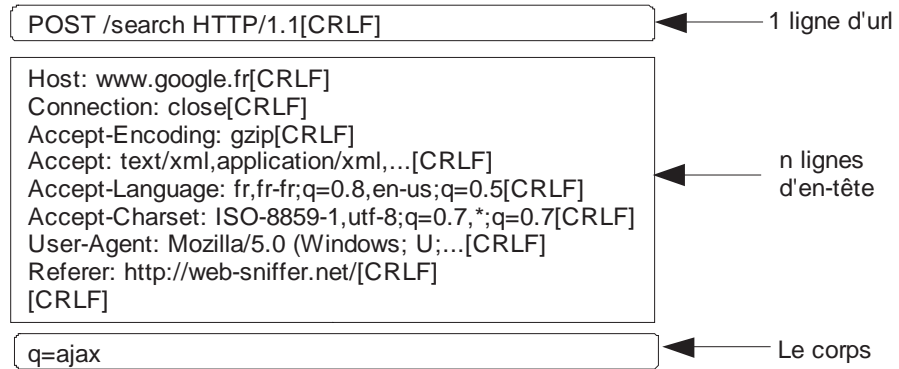 POST /search HTTP/1.1[CRLF]
1 ligne d'url
Host: www.google.fr[CRLF]
Connection: close[CRLF]
Accept-Encoding: gzip[CRLF]
Accept: text/xml,application/xml,...[CRLF]
Accept-Language: fr,fr-fr;q=0.8,en-us;q=0.5[CRLF]
Accept-Charset: ISO-8859-1,utf-8;q=0.7,*;q=0.7[CRLF]
User-Agent: Mozilla/5.0 (Windows; U;...[CRLF]
Referer: http://web-sniffer.net/[CRLF]
[CRLF]
n lignes
d'en-tête
q=ajax
Le corps